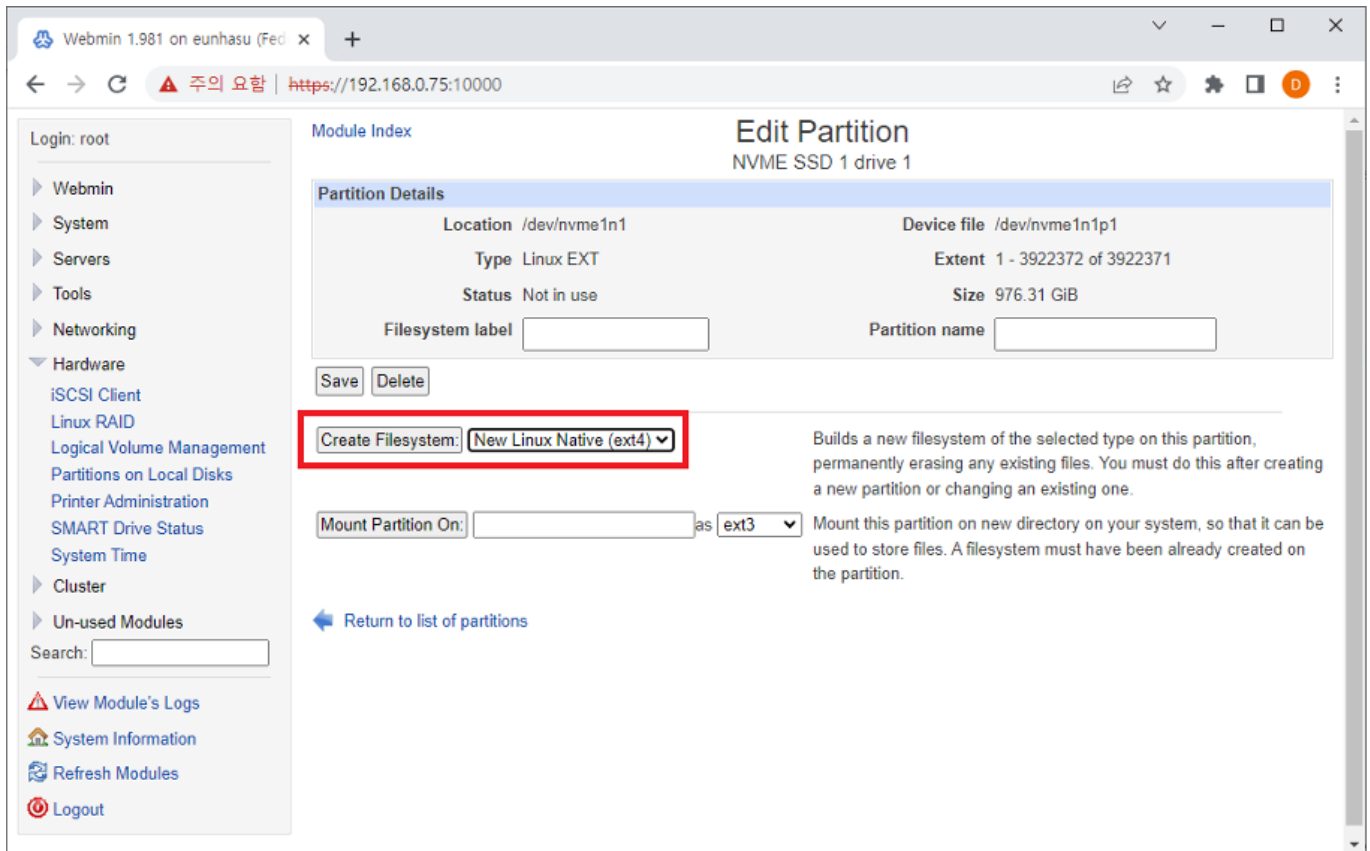 Webmin 1.981 on eunhasu (Fed
주의 요함 | https://192.168.0.75:10000
D
Login: root
Webmin
System
Servers
Tools
Networking
Hardware
iSCSI Client
Linux RAID
Logical Volume Management
Partitions on Local Disks
Printer Administration
SMART Drive Status
System Time
Cluster
Un-used Modules
Search:
View Module's Logs
System Information
Refresh Modules
Logout
Module Index
Edit Partition
NVME SSD 1 drive 1
Partition Details
Location /dev/nvme1n1
Device file /dev/nvme1n1p1
Type Linux EXT
Extent 1 - 3922372 of 3922371
Status Not in use
Size 976.31 GiB
Filesystem label
Partition name
Save Delete
Create Filesystem: New Linux Native (ext4)
Builds a new filesystem of the selected type on this partition,
permanently erasing any existing files. You must do this after creating
a new partition or changing an existing one.
Mount Partition On: as ext3
Mount this partition on new directory on your system, so that it can be
used to store files. A filesystem must have been already created on
the partition.
Return to list of partitions